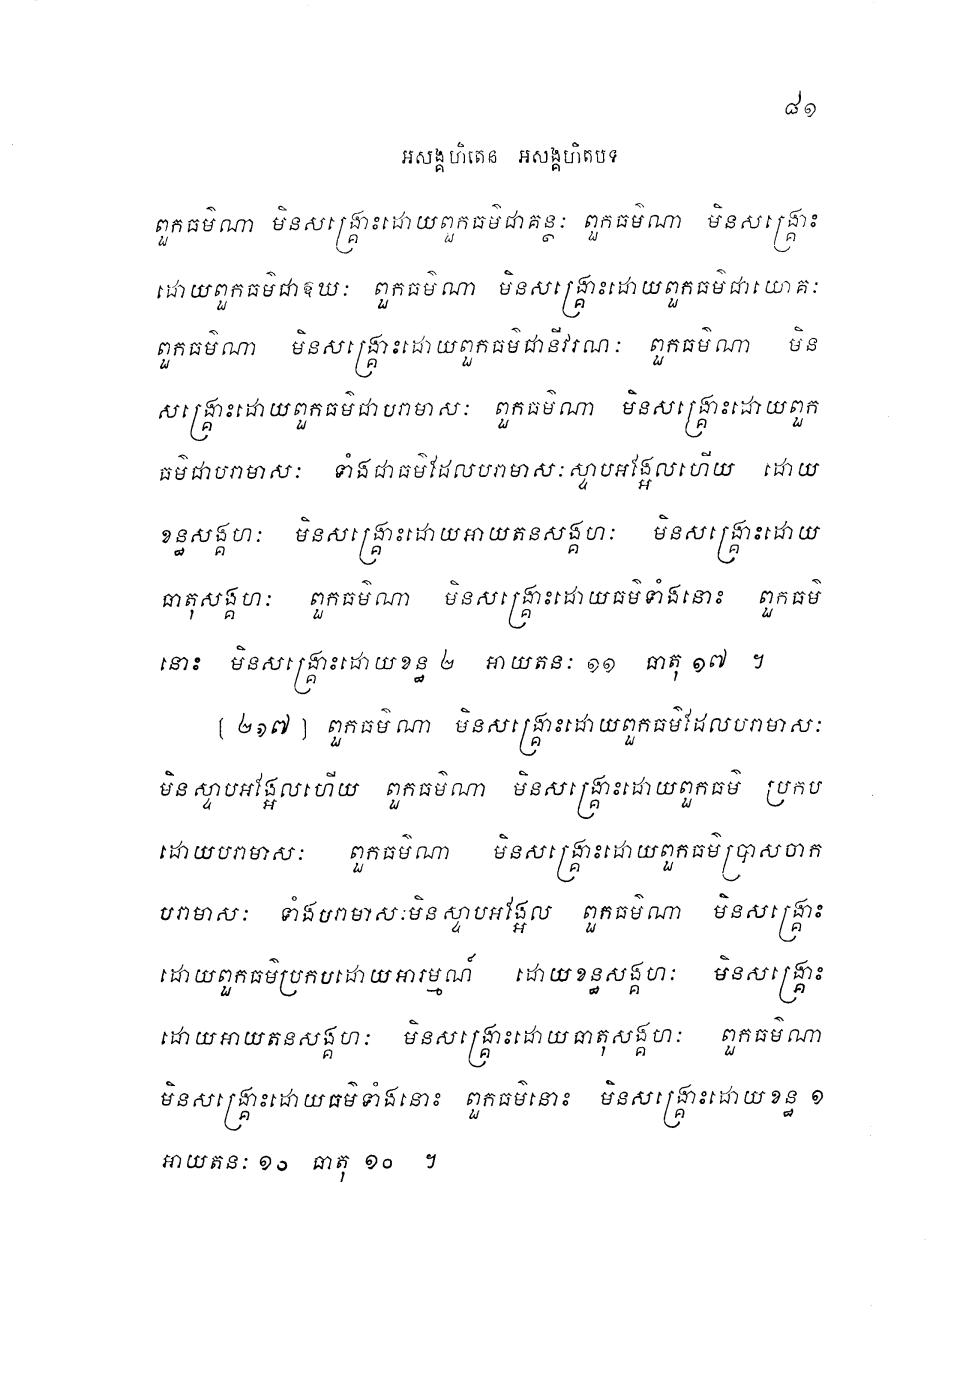 ៨១
អសង្គហិតេន អសង្គហិតបទ
ពួកធម៌ណា មិនសង្គ្រោះដោយពួកធម៌ជាគន្ថៈ ពួកធម៌ណា មិនសង្គ្រោះ
ដោយពួកធម៌ជាឱឃៈ ពួកធម៌ណា មិនសង្គ្រោះដោយពួកធម៌ជាយោគៈ
ពួកធម៌ណា មិនសង្គ្រោះដោយពួកធម៌ជានីវរណៈ ពួកធម៌ណា មិន
សង្គ្រោះដោយពួកធម៌ជាបរាមាសៈ ពួកធម៌ណា មិនសង្គ្រោះដោយពួក
ធម៌ជាបរាមាសៈ ទាំងជាធម៌ដែលបរាមាសៈស្ទាបអង្អែលហើយ ដោយ
ខន្ធសង្គហៈ មិនសង្គ្រោះដោយអាយតនសង្គហៈ មិនសង្គ្រោះដោយ
ធាតុសង្គហៈ ពួកធម៌ណា មិនសង្គ្រោះដោយធម៌ទាំងនោះ ពួកធម៌
នោះ មិនសង្គ្រោះដោយខន្ធ ២ អាយតនៈ ១១ ធាតុ ១៧ ។
[ ២១៧ ] ពួកធម៌ណា មិនសង្គ្រោះដោយពួកធម៌ដែលបរាមាសៈ
មិនស្ទាបអង្អែលហើយ ពួកធម៌ណា មិនសង្គ្រោះដោយពួកធម៌ ប្រកប
ដោយបរាមាសៈ ពួកធម៌ណា មិនសង្គ្រោះដោយពួកធម៌ប្រាសចាក
បរាមាសៈ ទាំងបរាមាសៈមិនស្ទាបអង្អែល ពួកធម៌ណា មិនសង្គ្រោះ
ដោយពួកធម៌ប្រកបដោយអារម្មណ៍ ដោយខន្ធសង្គហៈ មិនសង្គ្រោះ
ដោយអាយតនសង្គហៈ មិនសង្គ្រោះដោយធាតុសង្គហៈ ពួកធម៌ណា
មិនសង្គ្រោះដោយធម៌ទាំងនោះ ពួកធម៌នោះ មិនសង្គ្រោះដោយខន្ធ ១
អាយតនៈ ១០ ធាតុ ១០ ។